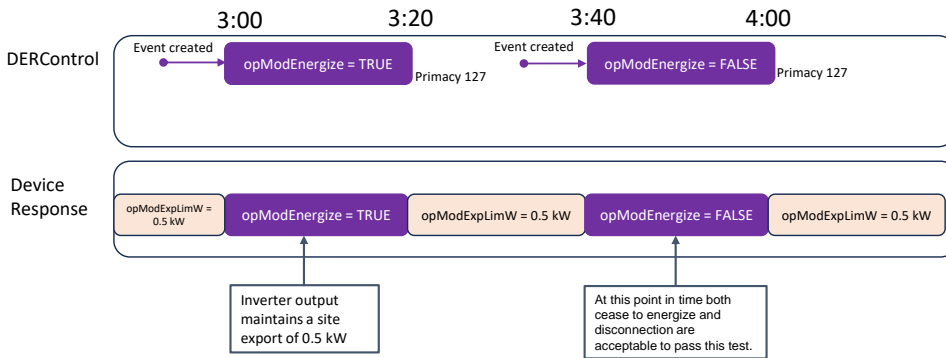 3:00 3:20 3:40 4:00
DERControl
Event created
opModEnergize = TRUE
Primacy 127
Event created
opModEnergize = FALSE
Primacy 127
Device
Response
opModExpLimW =
0.5 kW
opModEnergize = TRUE
opModExpLimW = 0.5 kW
opModEnergize = FALSE
opModExpLimW = 0.5 kW
Inverter output
maintains a site
export of 0.5 kW
At this point in time both
cease to energize and
disconnection are
acceptable to pass this test.